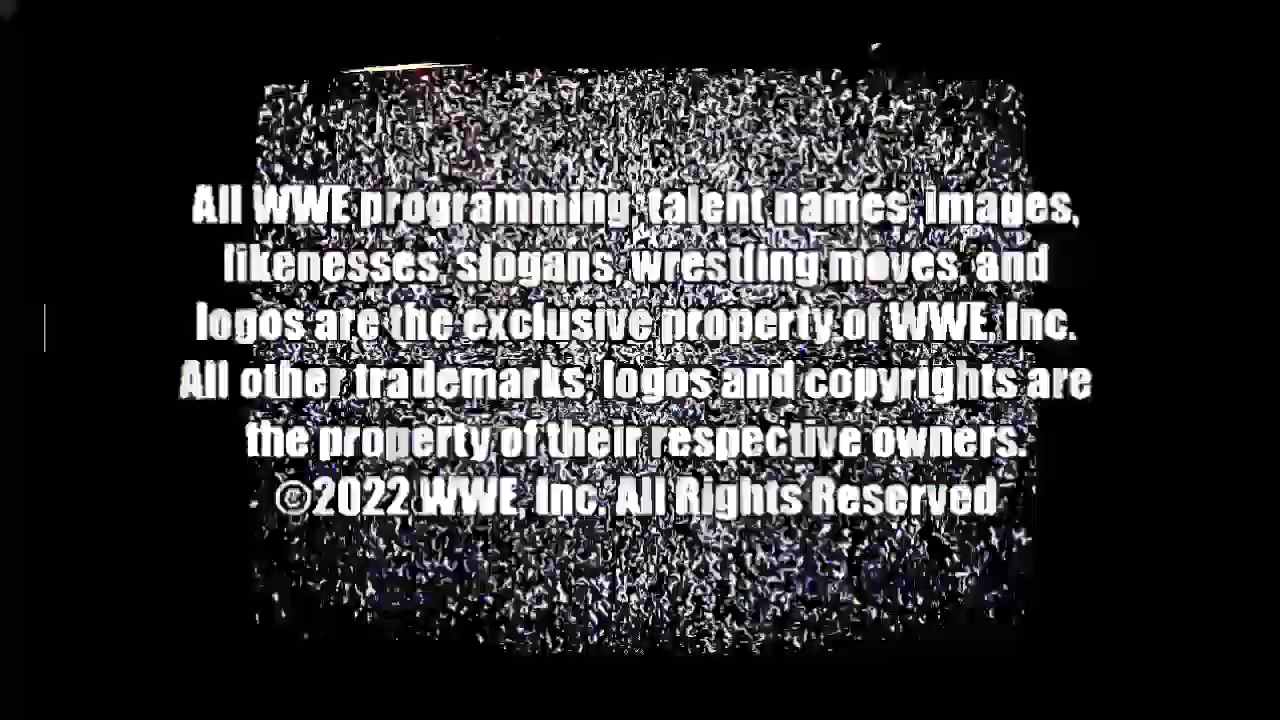 All WWE programming, talent names, images,
likenesses, slogans, wrestling moves, and
logos are the exclusive property of WWE, Inc.
All other trademarks, logos and copyrights are
the property of their respective owners.
©2022 WWE, Inc. All Rights Reserved